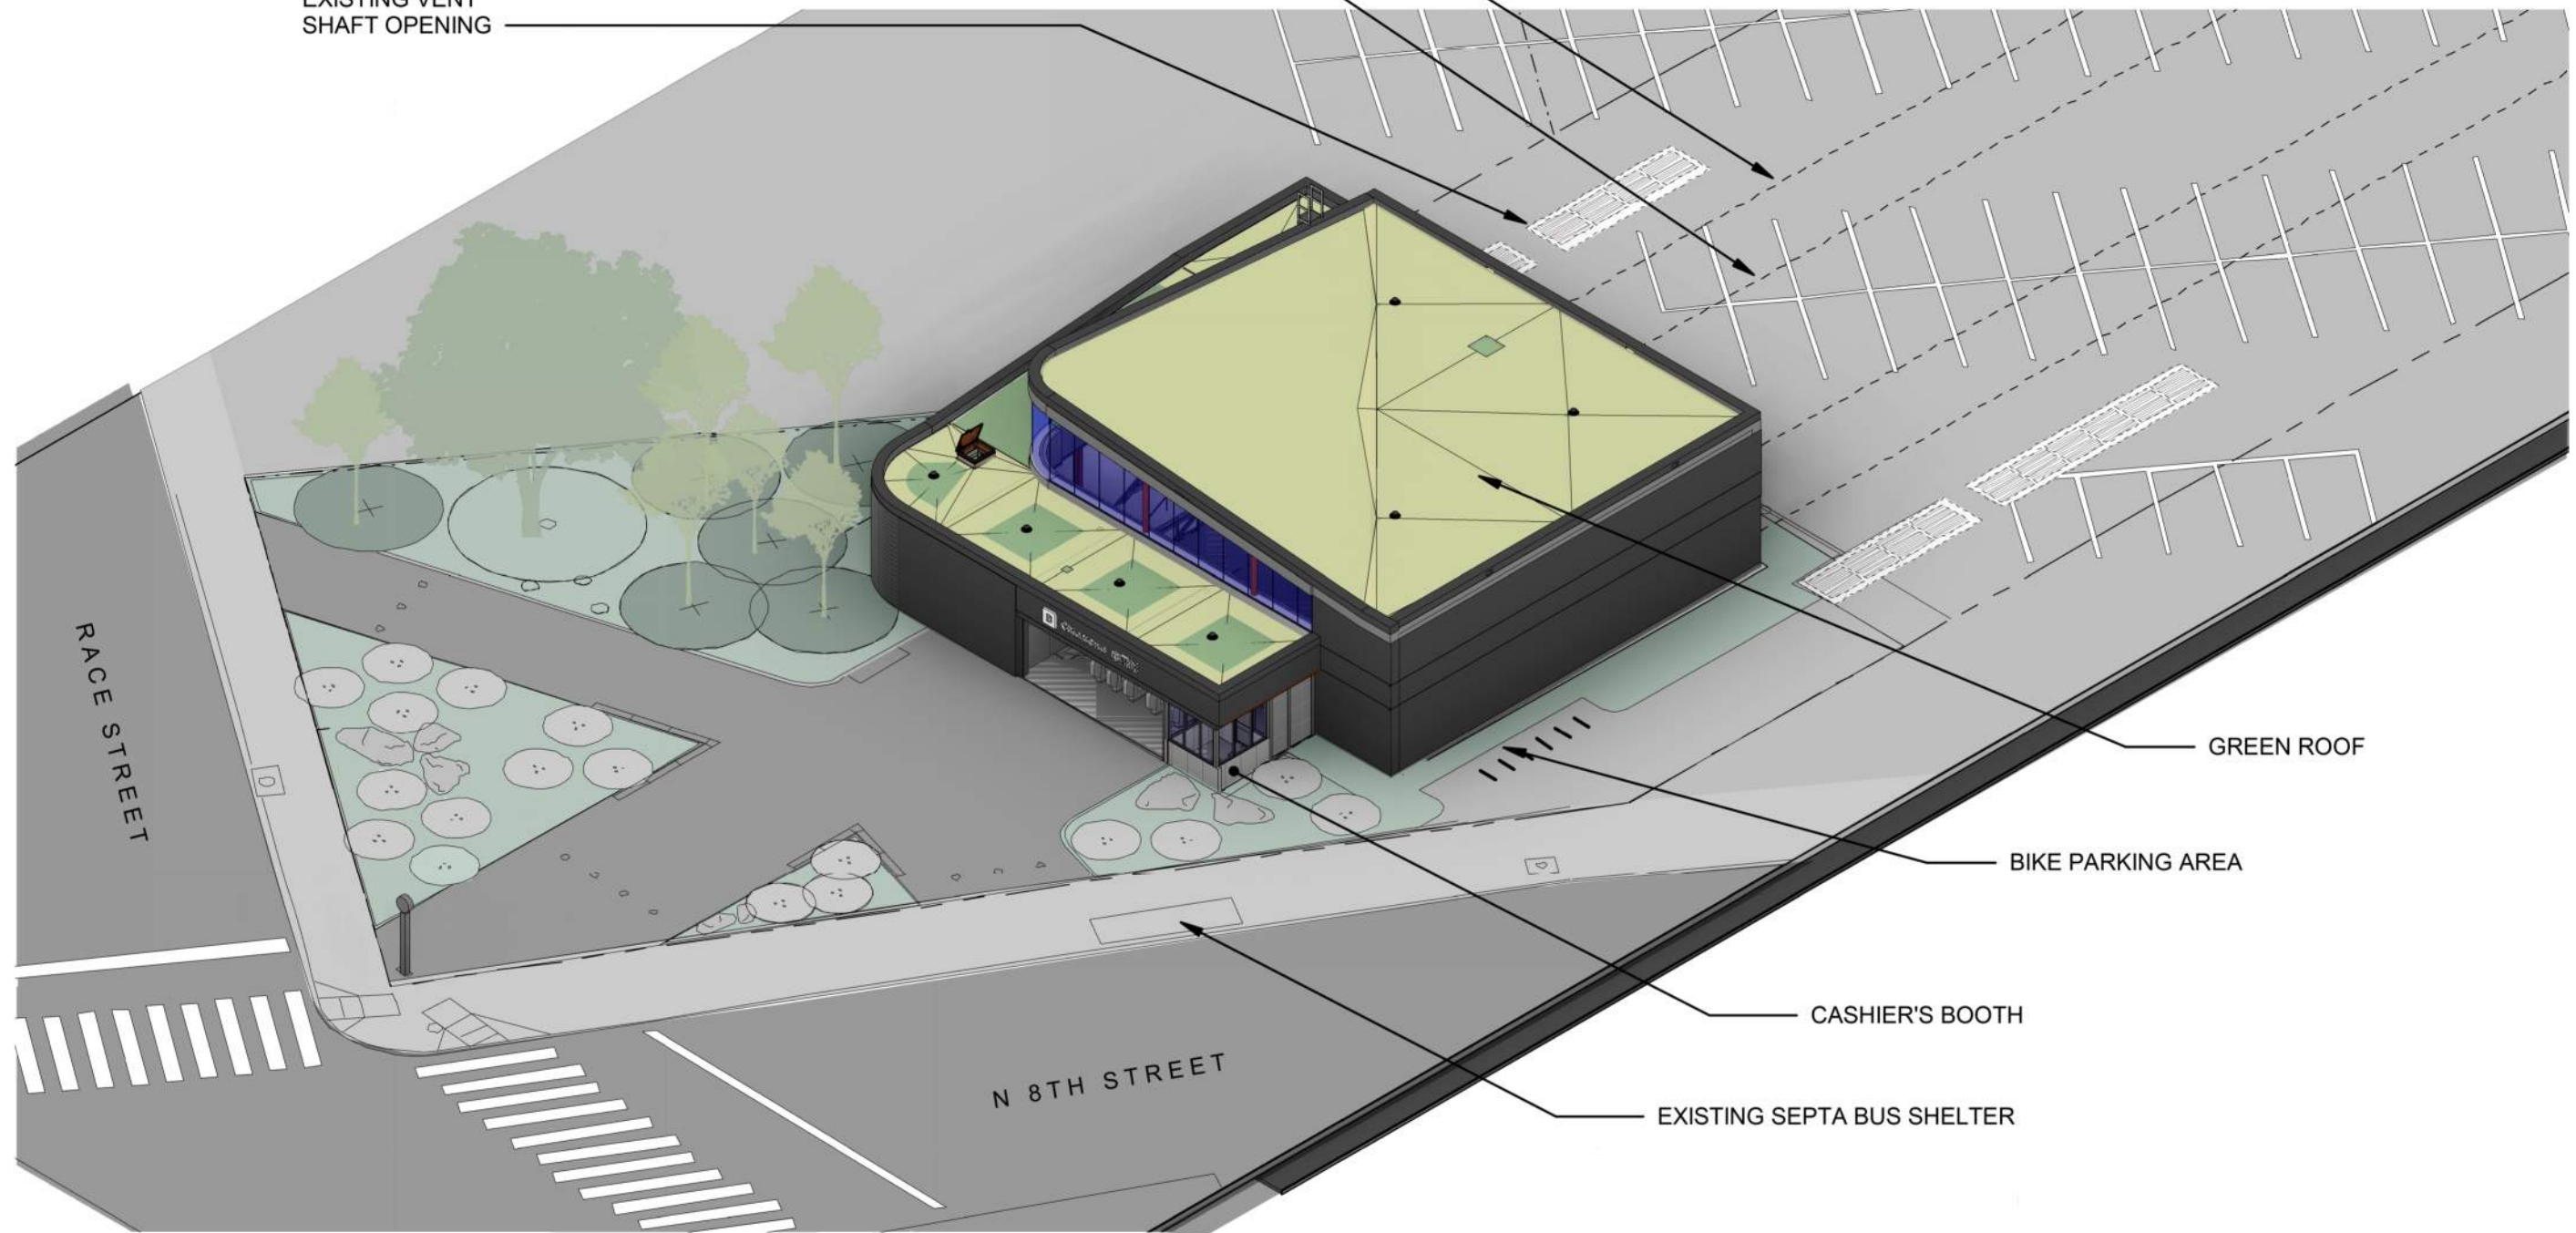 EXISTING VENT
SHAFT OPENING
GREEN ROOF
RACE STREET
BIKE PARKING AREA
CASHIER'S BOOTH
N 8TH STREET
EXISTING SEPTA BUS SHELTER